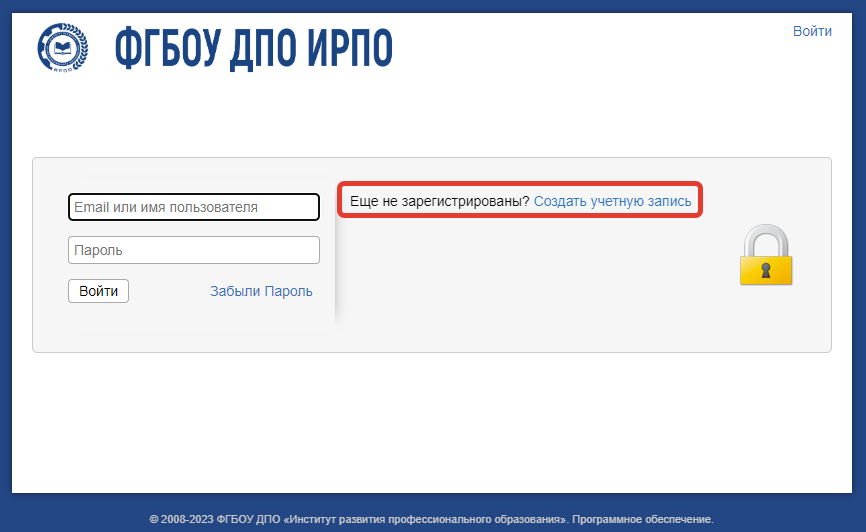 ФГБОУ ДПО ИРПО
Войти
Email или имя пользователя
Еще не зарегистрированы? Создать учетную запись
Пароль
Войти
Забыли Пароль
ИРПО
© 2008-2023 ФГБОУ ДПО «Институт развития профессионального образования». Программное обеспечение.